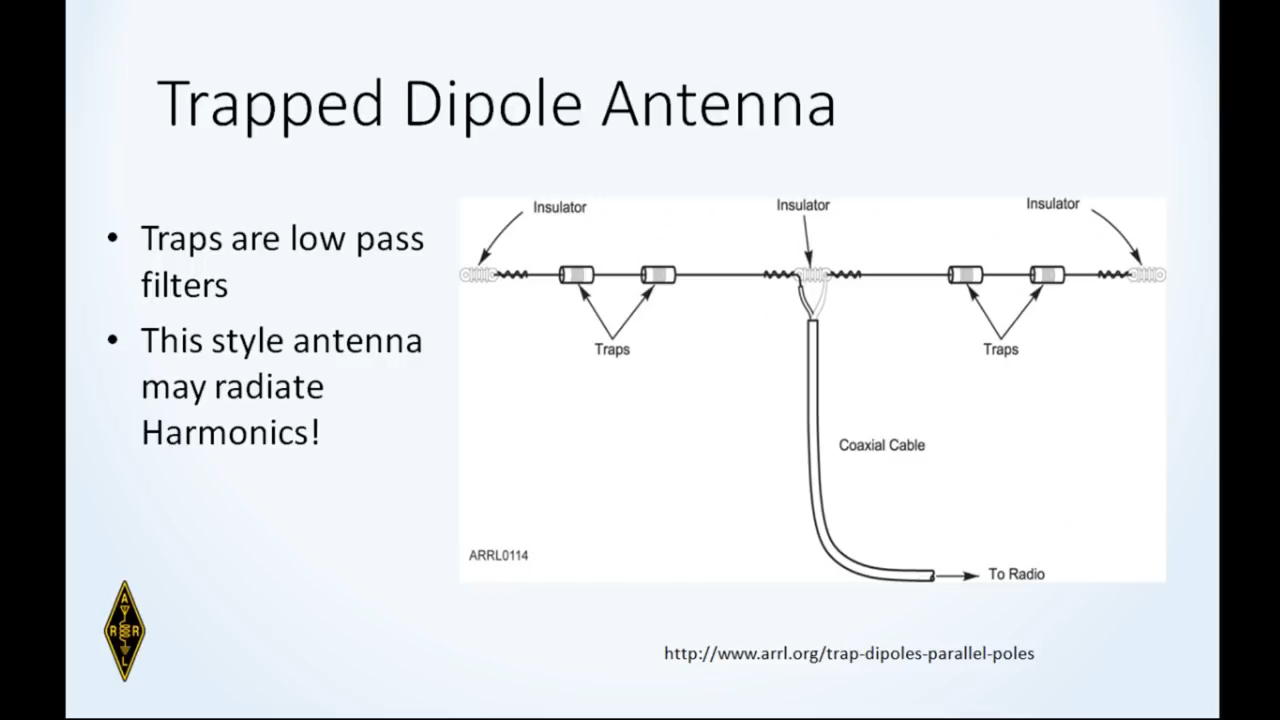 Trapped Dipole Antenna
• Traps are low pass
filters
• This style antenna
may radiate
Harmonics!
Insulator
Insulator
Insulator
Traps
Traps
Coaxial Cable
ARRL0114
To Radio
A
R R
L
http://www.arrl.org/trap-dipoles-parallel-poles